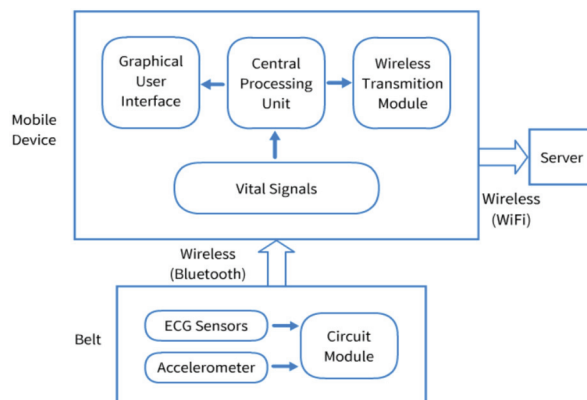 Graphical
User
Interface
Central
Processing
Unit
Wireless
Transmition
Module
Mobile
Device
Vital Signals
Server
Wireless
(WiFi)
Wireless
(Bluetooth)
Belt
ECG Sensors
Accelerometer
Circuit
Module